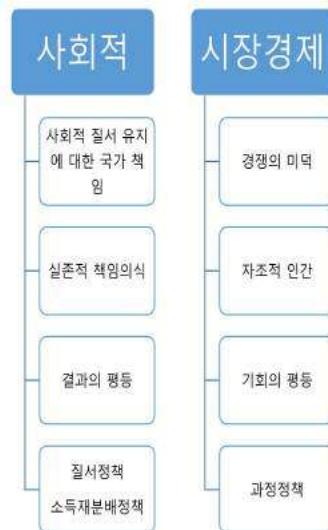 사회적
사회적 질서 유지
에 대한 국가 책
임
실존적 책임의식
결과의 평등
질서정책
소득재분배정책
시장경제
경쟁의 미덕
자조적 인간
기회의 평등
과정정책